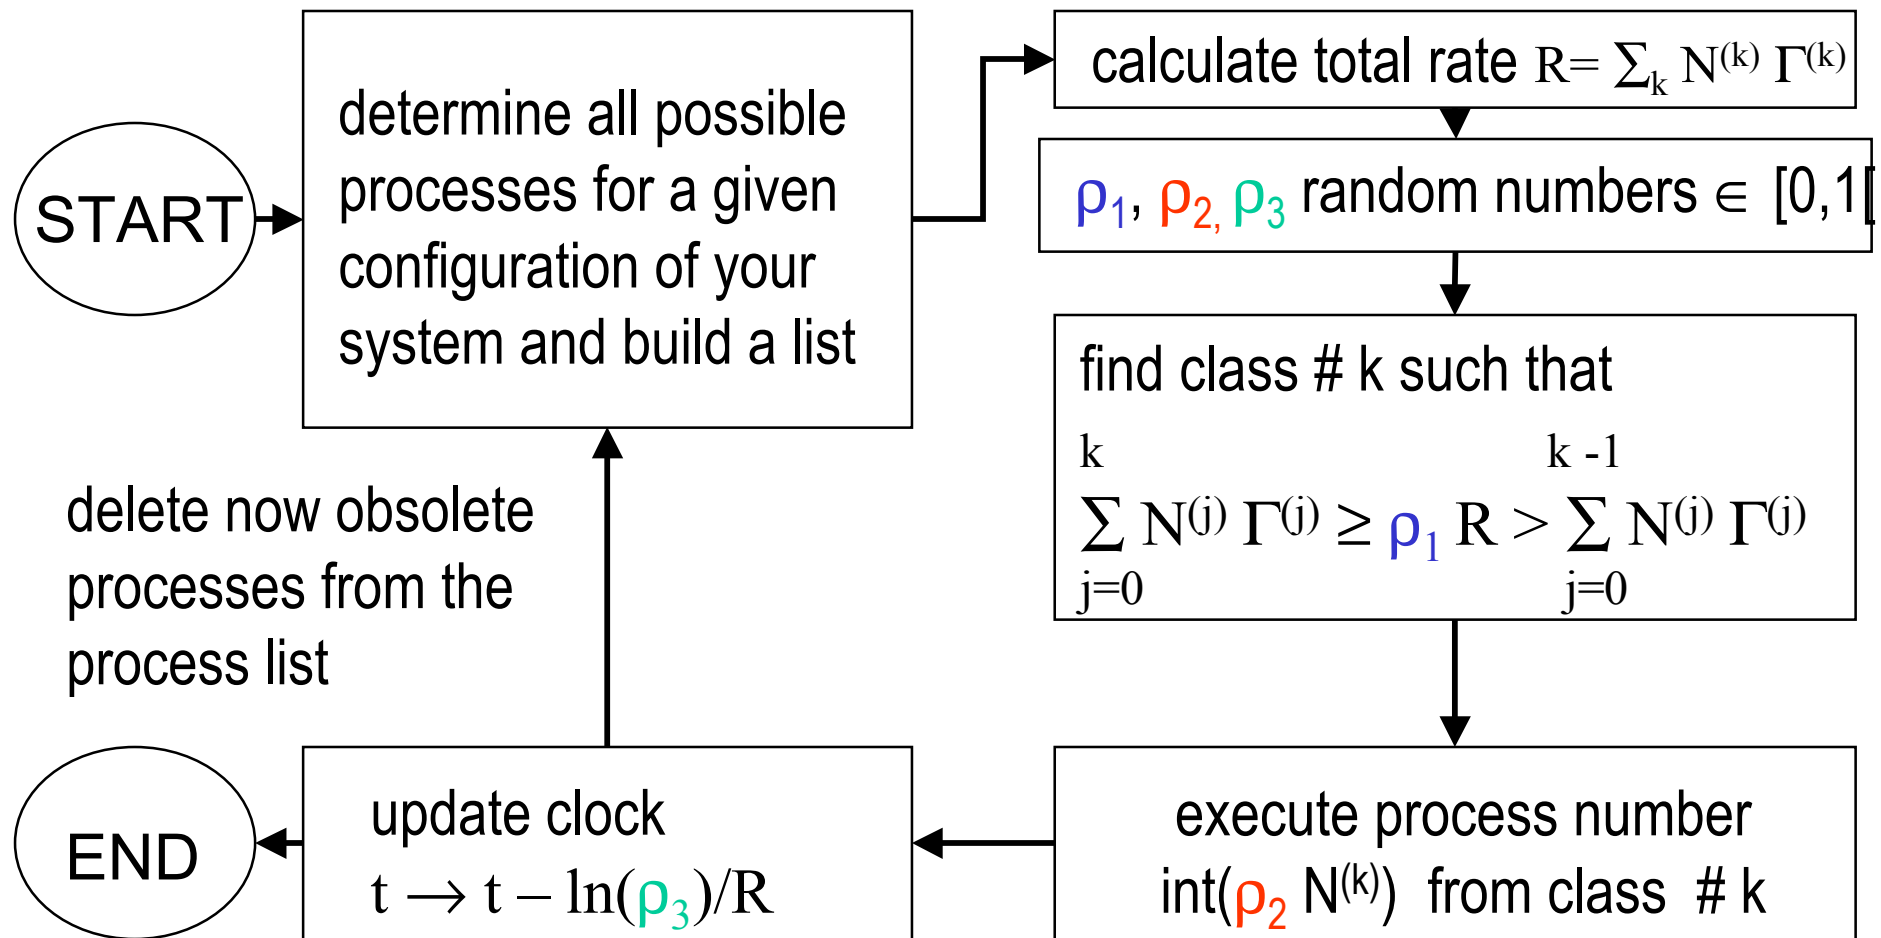 START
determine all possible
processes for a given
configuration of your
system and build a list
calculate total rate R= ∑k N(k) Γ(k)
ρ1, ρ2, ρ3 random numbers ∈ [0,1[
find class # k such that
k k -1
∑ N(j) Γ(j) ≥ ρ1 R > ∑ N(j) Γ(j)
j=0 j=0
execute process number
int(ρ2 N(k)) from class # k
update clock
t → t – ln(ρ3)/R
delete now obsolete
processes from the
process list
END